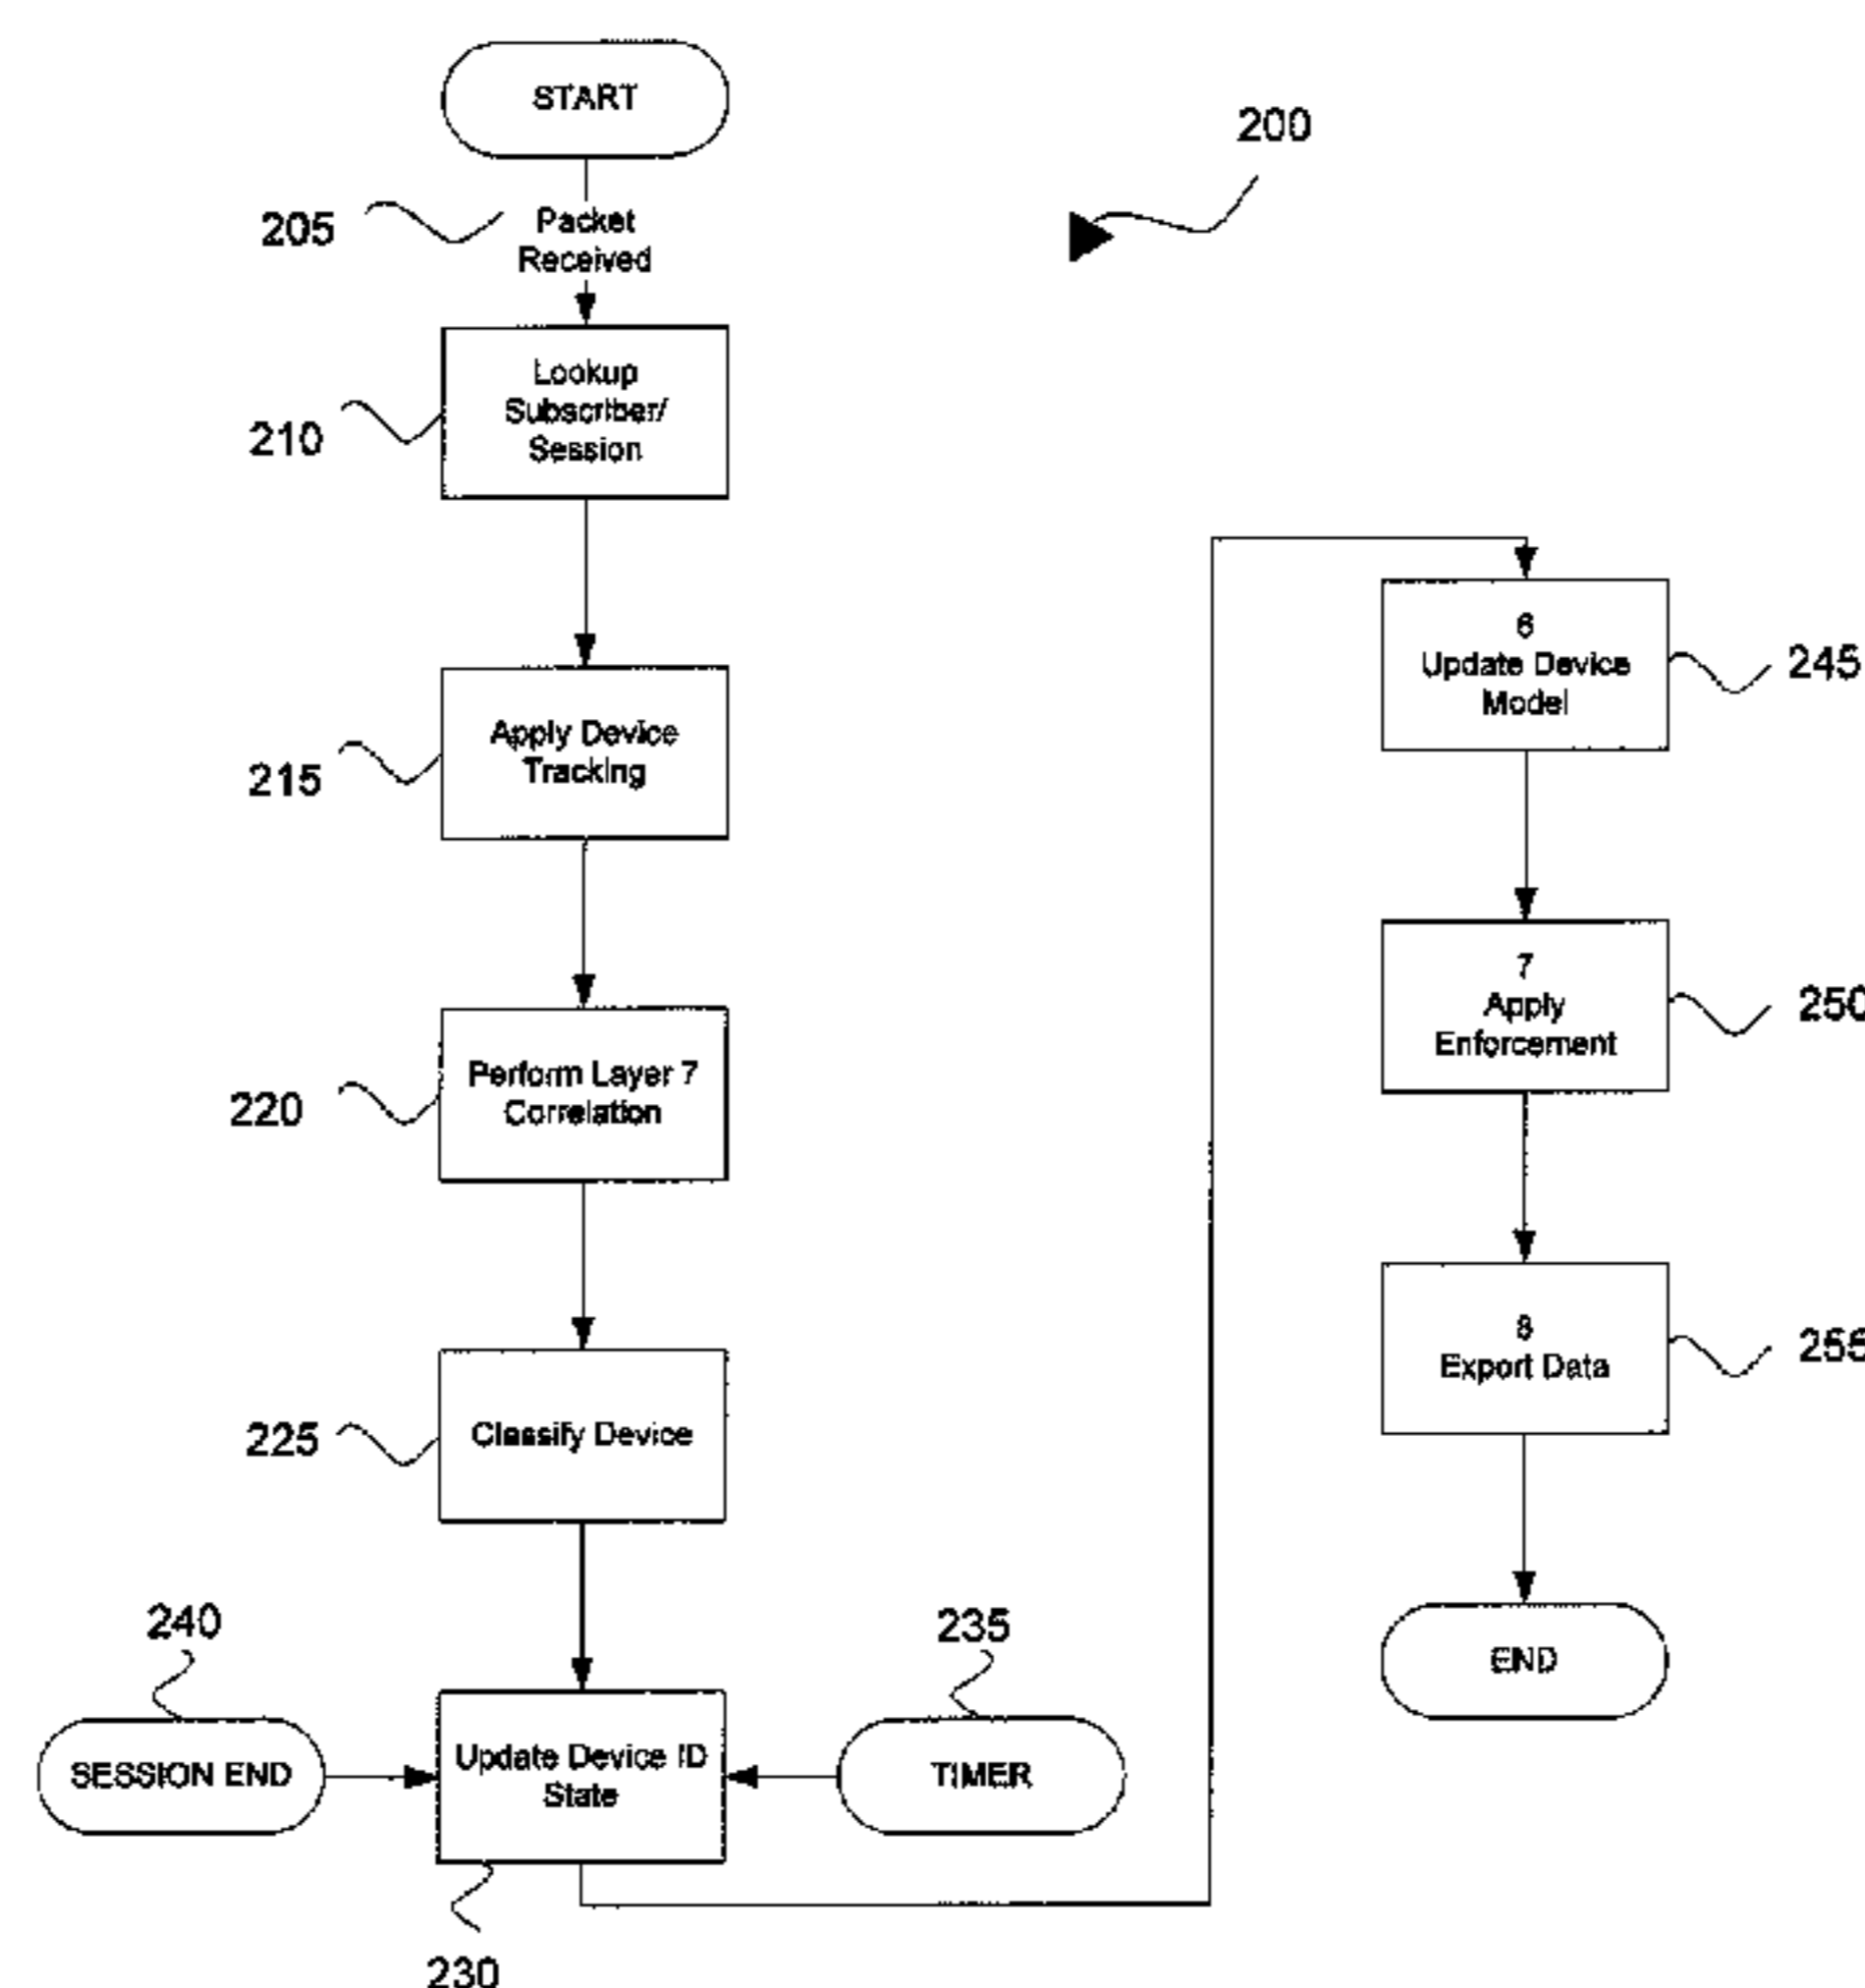 START
200
205
Packet
Received
Lookup
Subscriber/
Session
210
Apply Device
Tracking
215
Perform Layer 7
Correlation
220
Classify Device
225
240
235
SESSION END
Update Device ID
State
TIMER
230
6
Update Device
Model
245
7
Apply
Enforcement
250
8
Export Data
255
END